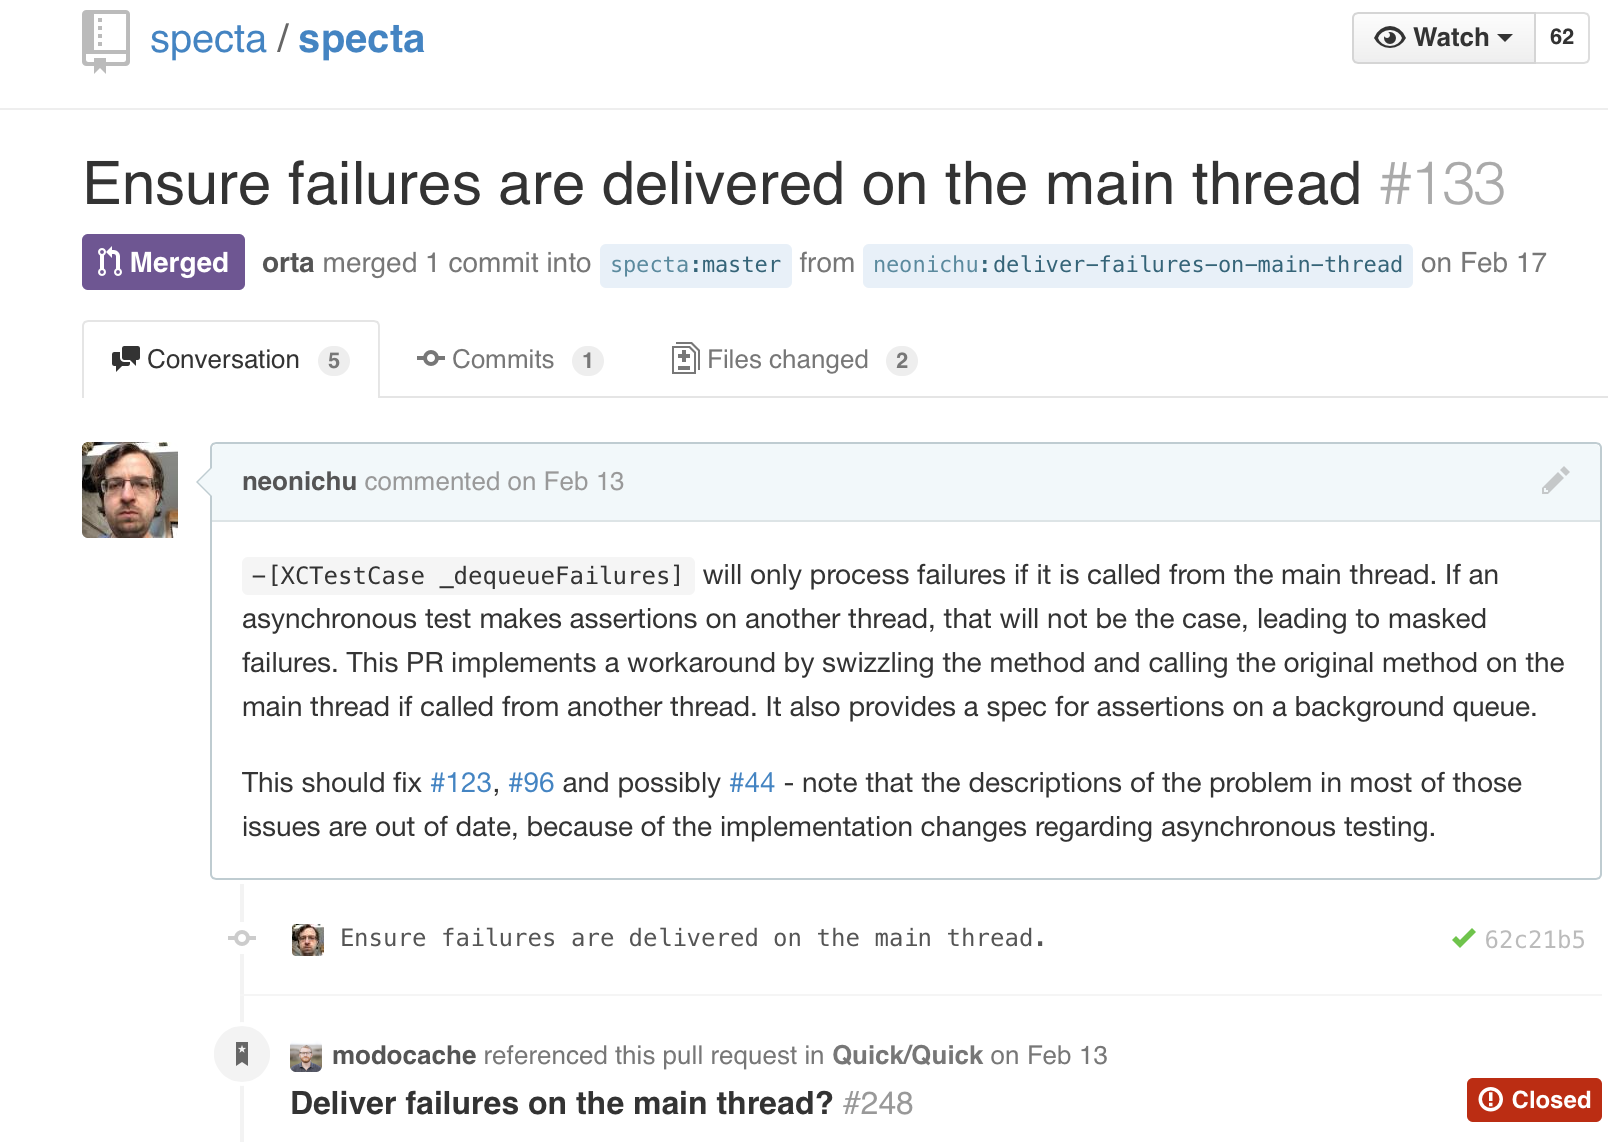 specta / specta
Watch 62
Ensure failures are delivered on the main thread #133
Merged orta merged 1 commit into specta:master from neonichu:deliver-failures-on-main-thread on Feb 17
Conversation 5 Commits 1 Files changed 2
neonichu commented on Feb 13
-[XCTestCase _dequeueFailures] will only process failures if it is called from the main thread. If an
asynchronous test makes assertions on another thread, that will not be the case, leading to masked
failures. This PR implements a workaround by swizzling the method and calling the original method on the
main thread if called from another thread. It also provides a spec for assertions on a background queue.
This should fix #123, #96 and possibly #44 - note that the descriptions of the problem in most of those
issues are out of date, because of the implementation changes regarding asynchronous testing.
Ensure failures are delivered on the main thread. 62c21b5
modocache referenced this pull request in Quick/Quick on Feb 13
Deliver failures on the main thread? #248
Closed